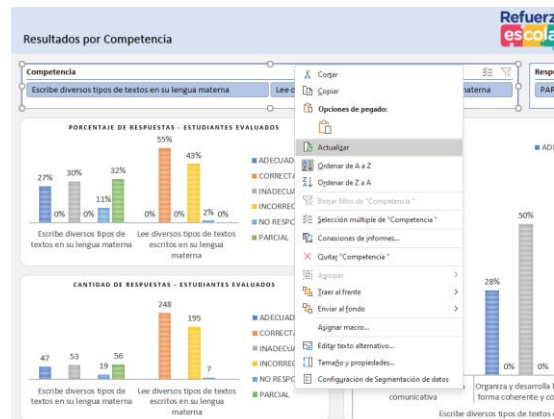 Resultados por Competencia
Refuerz
escola
Competencia
Escribe diversos tipos de textos en su lengua materna
Lee d
materna
Resp
PAR
PORCENTAJE DE RESPUESTAS - ESTUDIANTES EVALUADOS
55%
43%
27%
30%
32%
11%
0%
0%
0%
0%
2%
0%
Escribe diversos tipos de
textos en su lengua materna
Lee diversos tipos de textos
escritos en su lengua
materna
ADECUAD
CORRECTA
INADECUA
INCORREC
NO RESPO
PARCIAL
CANTIDAD DE RESPUESTAS - ESTUDIANTES EVALUADOS
248
195
47
53
19
56
7
Escribe diversos tipos de
textos en su lengua materna
Lee diversos tipos de textos
escritos en su lengua
materna
ADECUAD
CORRECTA
INADECUA
INCORREC
NO RESPO
PARCIAL
Cortar
Copiar
Opciones de pegado:
Actualizar
Ordenar de A a Z
Ordenar de Z a A
Borrar filtro de "Competencia "
Selección múltiple de "Competencia "
Conexiones de informes...
Quitar "Competencia "
Agrupar
Traer al frente
Enviar al fondo
Asignar macro...
Editar texto alternativo...
Tamaño y propiedades...
Configuración de Segmentación de datos
ADE
50%
28%
0%
0%
comunicativa
Organiza y desarrolla l
forma coherente y co
Escribe diversos tipos de textos e